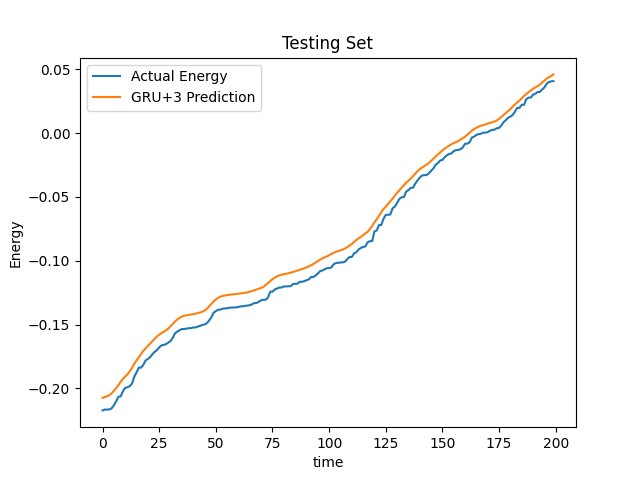 Testing Set
Actual Energy
GRU+3 Prediction
0.05
0.00
−0.05
−0.10
−0.15
−0.20
Energy
0 25 50 75 100 125 150 175 200
time